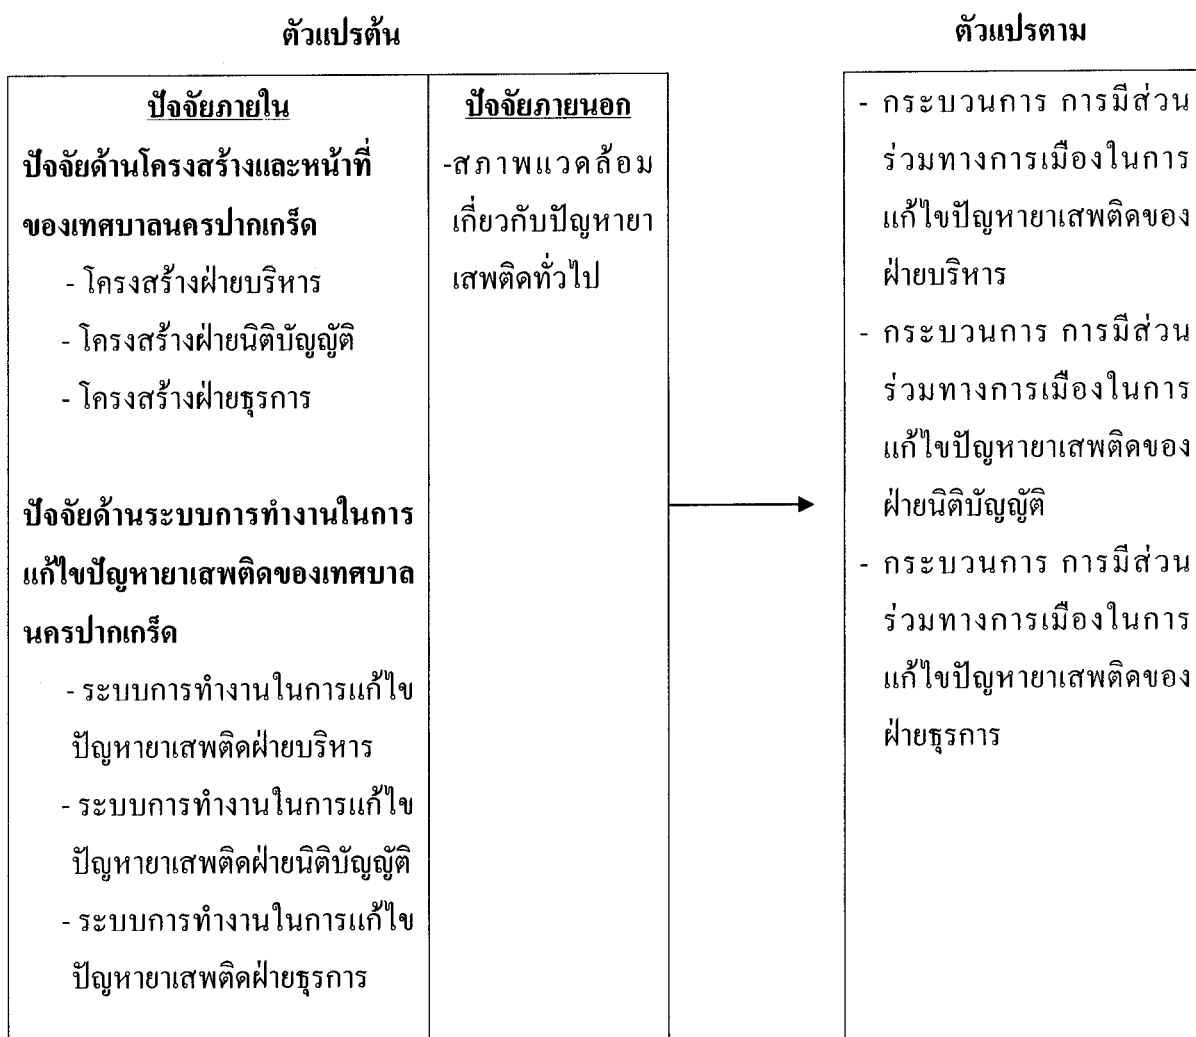 ตัวแปรต้น
ตัวแปรตาม
ปัจจัยภายใน
ปัจจัยด้านโครงสร้างและหน้าที่
ของเทศบาลนครปากเกร็ด
- โครงสร้างฝ่ายบริหาร
- โครงสร้างฝ่ายนิติบัญญัติ
- โครงสร้างฝ่ายธุรการ
ปัจจัยด้านระบบการทำงานในการ
แก้ไขปัญหายาเสพติดของเทศบาล
นครปากเกร็ด
- ระบบการทำงานในการแก้ไข
ปัญหายาเสพติดฝ่ายบริหาร
- ระบบการทำงานในการแก้ไข
ปัญหายาเสพติดฝ่ายนิติบัญญัติ
- ระบบการทำงานในการแก้ไข
ปัญหายาเสพติดฝ่ายธุรการ
ปัจจัยภายนอก
-สภาพแวดล้อม
เกี่ยวกับปัญหายา
เสพติดทั่วไป
- กระบวนการ การมีส่วน
ร่วมทางการเมืองในการ
แก้ไขปัญหายาเสพติดของ
ฝ่ายบริหาร
- กระบวนการ การมีส่วน
ร่วมทางการเมืองในการ
แก้ไขปัญหายาเสพติดของ
ฝ่ายนิติบัญญัติ
- กระบวนการ การมีส่วน
ร่วมทางการเมืองในการ
แก้ไขปัญหายาเสพติดของ
ฝ่ายธุรการ